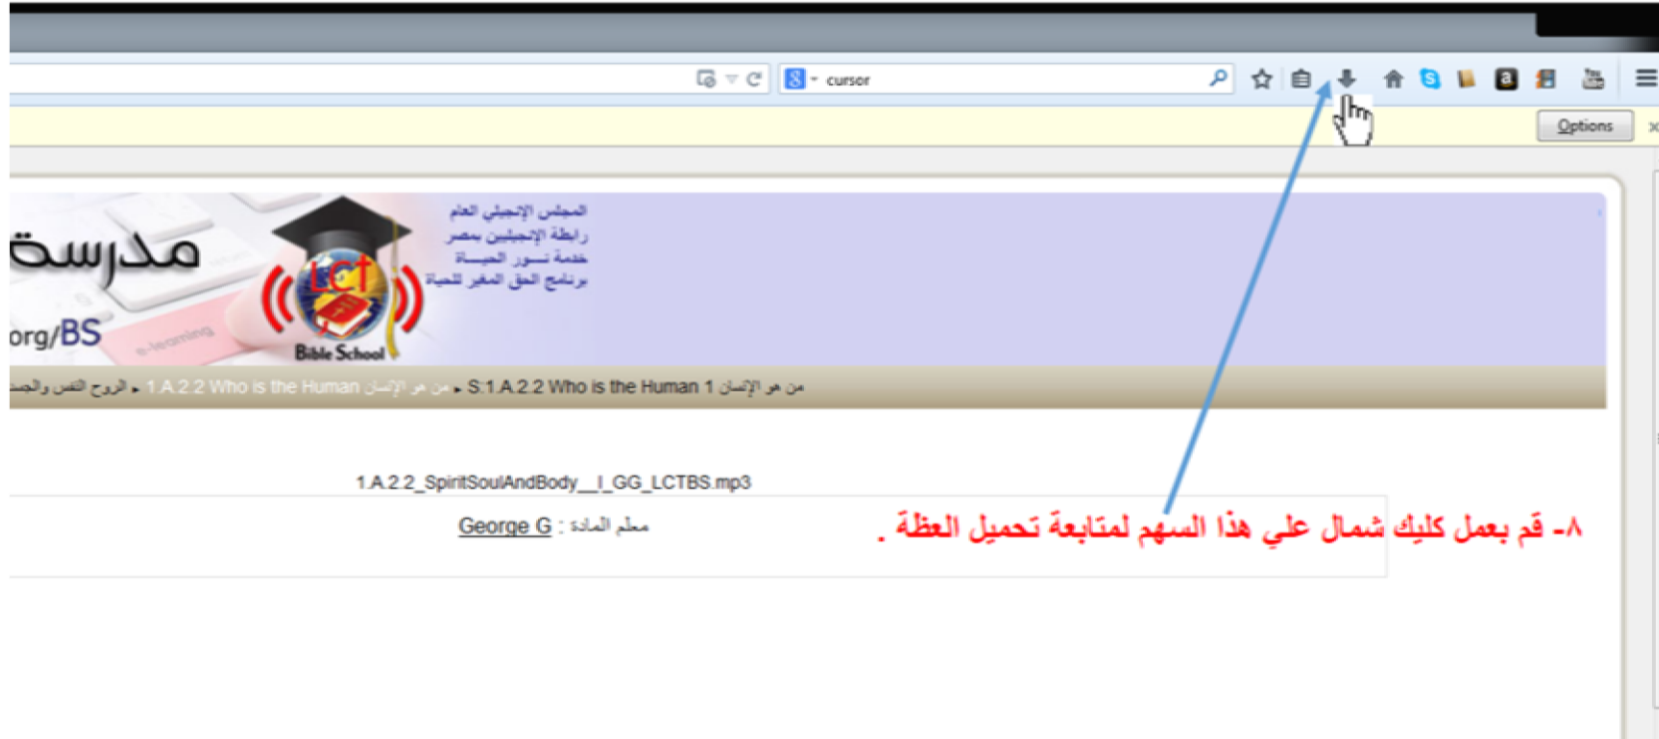 cursor
Options
المجلس الإنجيلي العام
رابطة الإنجيليين بمصر
خدمة نسور الحيـــاة
برنامج الحق المغير للحياة
مدرسة
LCT
Bible School
org/BS
e-learning
من هو الإنسان S:1.A.2.2 Who is the Human 1 ◄ من هو الإنسان 1.A.2.2 Who is the Human ◄ الروح النفس والجسد
1.A.2.2_SpiritSoulAndBody__I_GG_LCTBS.mp3
معلم المادة : George G
٨- قم بعمل كليك شمال علي هذا السهم لمتابعة تحميل العظة .